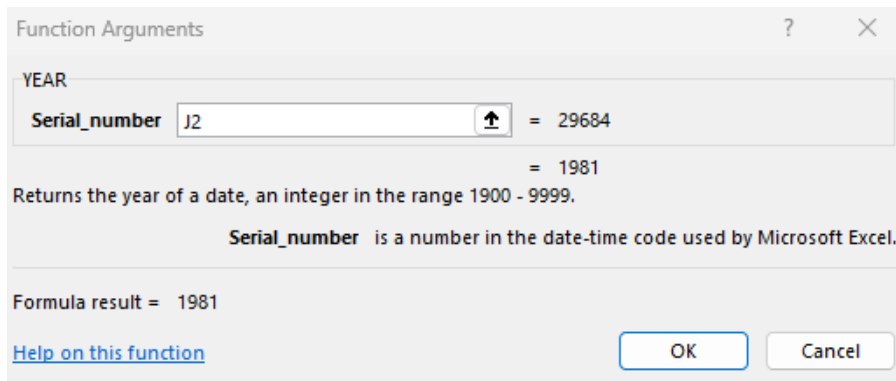 Function Arguments ? ×
YEAR
Serial_number J2 = 29684
= 1981
Returns the year of a date, an integer in the range 1900 - 9999.
Serial_number is a number in the date-time code used by Microsoft Excel.
Formula result = 1981
Help on this function OK Cancel